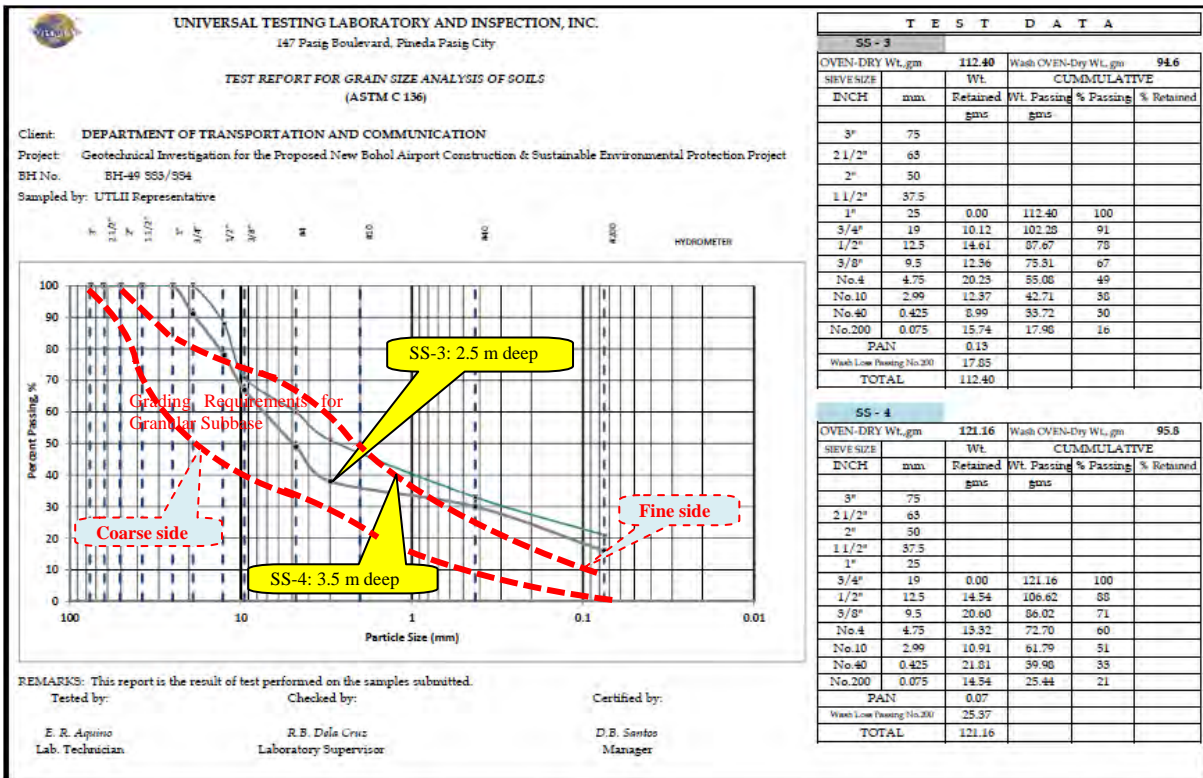 UNIVERSAL TESTING LABORATORY AND INSPECTION, INC.
147 Pasig Boulevard, Pineda Pasig City
TEST REPORT FOR GRAIN SIZE ANALYSIS OF SOILS
(ASTM C 136)
Client: DEPARTMENT OF TRANSPORTATION AND COMMUNICATION
Project: Geotechnical Investigation for the Proposed New Bohol Airport Construction & Sustainable Environmental Protection Project
BH No. BH-49 SS3/SS4
Sampled by: UTLII Representative
3" 2 1/2" 2" 1 1/2" 1" 3/4" 1/2" 3/8" #4 #10 #40 #200 HYDROMETER
100
90
80
70
60
50
40
30
20
10
0
Percent Passing, %
SS-3: 2.5 m deep
Grading Requirements for
Granular Subbase
Coarse side
Fine side
SS-4: 3.5 m deep
100 10 1 0.1 0.01
Particle Size (mm)
REMARKS: This report is the result of test performed on the samples submitted.
Tested by: Checked by: Certified by:
E. R. Aquino R.B. Dela Cruz D.B. Santos
Lab. Technician Laboratory Supervisor Manager
T E S T D A T A
SS - 3
OVEN-DRY Wt.,gm 112.40 Wash OVEN-Dry Wt., gm 94.6
SIEVE SIZE Wt. CUMMULATIVE
INCH mm Retained Wt. Passing % Passing % Retained
gms gms
3" 75
2 1/2" 63
2" 50
1 1/2" 37.5
1" 25 0.00 112.40 100
3/4" 19 10.12 102.28 91
1/2" 12.5 14.61 87.67 78
3/8" 9.5 12.36 75.31 67
No.4 4.75 20.23 55.08 49
No.10 2.99 12.37 42.71 38
No.40 0.425 8.99 33.72 30
No.200 0.075 15.74 17.98 16
PAN 0.13
Wash Loss Passing No.200 17.85
TOTAL 112.40
SS - 4
OVEN-DRY Wt.,gm 121.16 Wash OVEN-Dry Wt., gm 95.8
SIEVE SIZE Wt. CUMMULATIVE
INCH mm Retained Wt. Passing % Passing % Retained
gms gms
3" 75
2 1/2" 63
2" 50
1 1/2" 37.5
1" 25
3/4" 19 0.00 121.16 100
1/2" 12.5 14.54 106.62 88
3/8" 9.5 20.60 86.02 71
No.4 4.75 13.32 72.70 60
No.10 2.99 10.91 61.79 51
No.40 0.425 21.81 39.98 33
No.200 0.075 14.54 25.44 21
PAN 0.07
Wash Loss Passing No.200 25.37
TOTAL 121.16